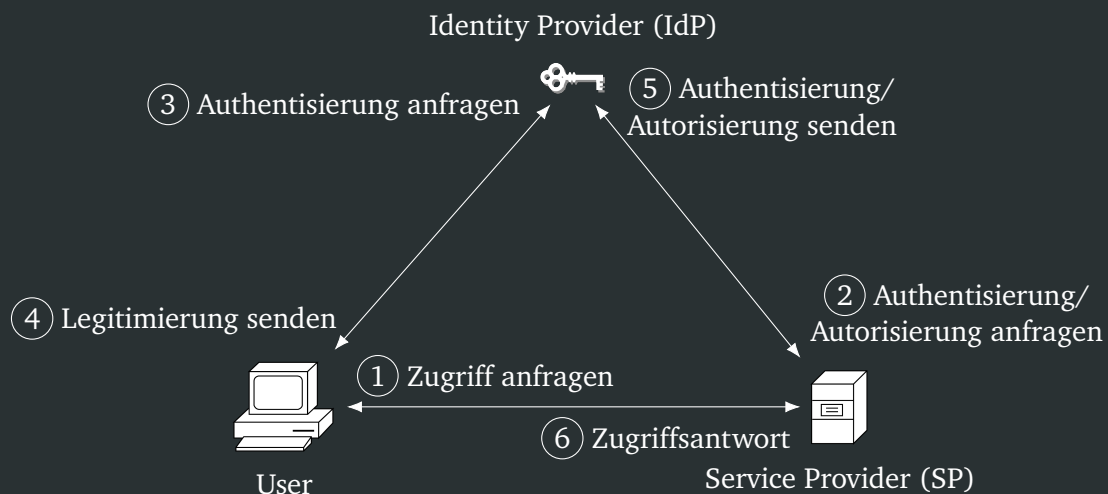 Identity Provider (IdP)
3 Authentisierung anfragen
5 Authentisierung/
Autorisierung senden
4 Legitimierung senden
2 Authentisierung/
Autorisierung anfragen
1 Zugriff anfragen
6 Zugriffsantwort
User
Service Provider (SP)